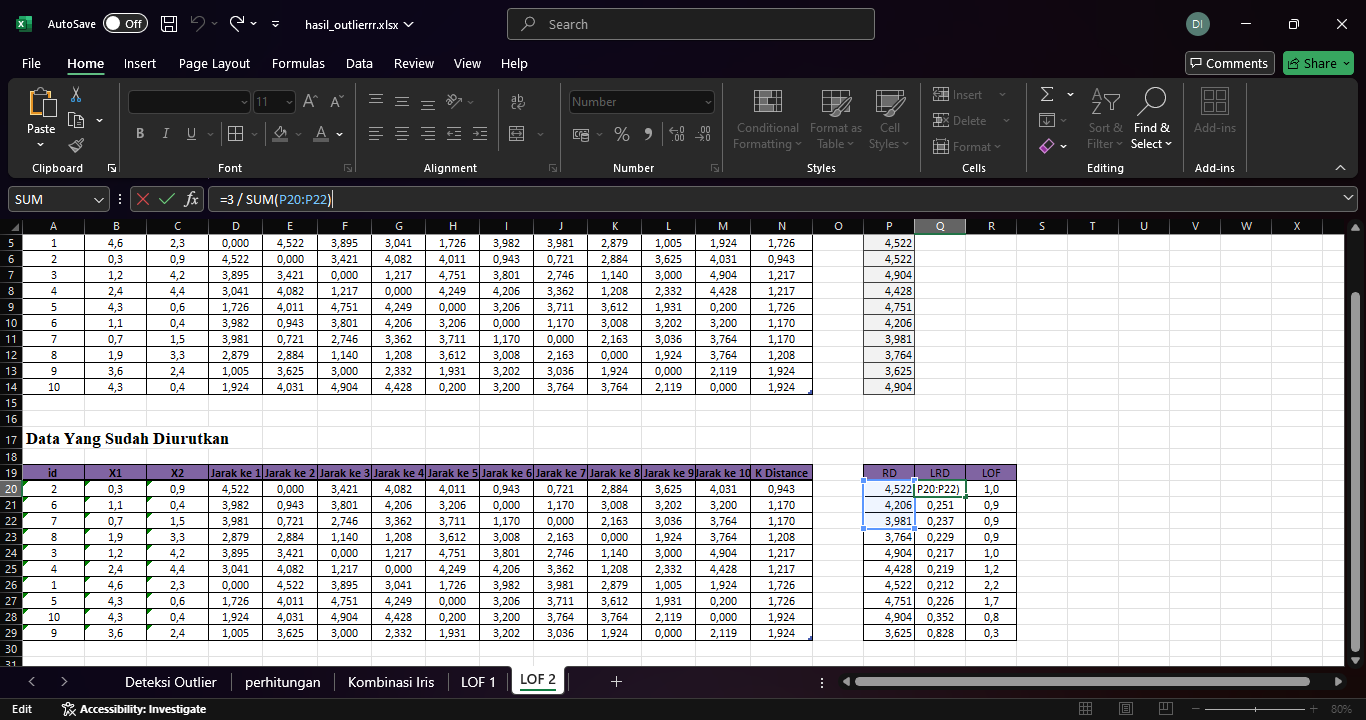 AutoSave Off hasil_outlierrr.xlsx Search DI
File Home Insert Page Layout Formulas Data Review View Help Comments Share
Paste 11 A A ab Number Conditional Formatting Format as Table Cell Styles Insert Delete Format Sort & Filter Find & Select Add-ins
B I U A % 9
Clipboard Font Alignment Number Styles Cells Editing Add-ins
SUM fx =3 / SUM(P20:P22)
A B C D E F G H I J K L M N O P Q R S T U V W X
5 1 4,6 2,3 0,000 4,522 3,895 3,041 1,726 3,982 3,981 2,879 1,005 1,924 1,726 4,522
6 2 0,3 0,9 4,522 0,000 3,421 4,082 4,011 0,943 0,721 2,884 3,625 4,031 0,943 4,522
7 3 1,2 4,2 3,895 3,421 0,000 1,217 4,751 3,801 2,746 1,140 3,000 4,904 1,217 4,904
8 4 2,4 4,4 3,041 4,082 1,217 0,000 4,249 4,206 3,362 1,208 2,332 4,428 1,217 4,428
9 5 4,3 0,6 1,726 4,011 4,751 4,249 0,000 3,206 3,711 3,612 1,931 0,200 1,726 4,751
10 6 1,1 0,4 3,982 0,943 3,801 4,206 3,206 0,000 1,170 3,008 3,202 3,200 1,170 4,206
11 7 0,7 1,5 3,981 0,721 2,746 3,362 3,711 1,170 0,000 2,163 3,036 3,764 1,170 3,981
12 8 1,9 3,3 2,879 2,884 1,140 1,208 3,612 3,008 2,163 0,000 1,924 3,764 1,208 3,764
13 9 3,6 2,4 1,005 3,625 3,000 2,332 1,931 3,202 3,036 1,924 0,000 2,119 1,924 3,625
14 10 4,3 0,4 1,924 4,031 4,904 4,428 0,200 3,200 3,764 3,764 2,119 0,000 1,924 4,904
15
16
17 Data Yang Sudah Diurutkan
18
19 id X1 X2 Jarak ke 1 Jarak ke 2 Jarak ke 3 Jarak ke 4 Jarak ke 5 Jarak ke 6 Jarak ke 7 Jarak ke 8 Jarak ke 9 Jarak ke 10 K Distance RD LRD LOF
20 2 0,3 0,9 4,522 0,000 3,421 4,082 4,011 0,943 0,721 2,884 3,625 4,031 0,943 4,522 P20:P22) 1,0
21 6 1,1 0,4 3,982 0,943 3,801 4,206 3,206 0,000 1,170 3,008 3,202 3,200 1,170 4,206 0,251 0,9
22 7 0,7 1,5 3,981 0,721 2,746 3,362 3,711 1,170 0,000 2,163 3,036 3,764 1,170 3,981 0,237 0,9
23 8 1,9 3,3 2,879 2,884 1,140 1,208 3,612 3,008 2,163 0,000 1,924 3,764 1,208 3,764 0,229 0,9
24 3 1,2 4,2 3,895 3,421 0,000 1,217 4,751 3,801 2,746 1,140 3,000 4,904 1,217 4,904 0,217 1,0
25 4 2,4 4,4 3,041 4,082 1,217 0,000 4,249 4,206 3,362 1,208 2,332 4,428 1,217 4,428 0,219 1,2
26 1 4,6 2,3 0,000 4,522 3,895 3,041 1,726 3,982 3,981 2,879 1,005 1,924 1,726 4,522 0,212 2,2
27 5 4,3 0,6 1,726 4,011 4,751 4,249 0,000 3,206 3,711 3,612 1,931 0,200 1,726 4,751 0,226 1,7
28 10 4,3 0,4 1,924 4,031 4,904 4,428 0,200 3,200 3,764 3,764 2,119 0,000 1,924 4,904 0,352 0,8
29 9 3,6 2,4 1,005 3,625 3,000 2,332 1,931 3,202 3,036 1,924 0,000 2,119 1,924 3,625 0,828 0,3
30
31
Deteksi Outlier perhitungan Kombinasi Iris LOF 1 LOF 2
Edit Accessibility: Investigate 80%